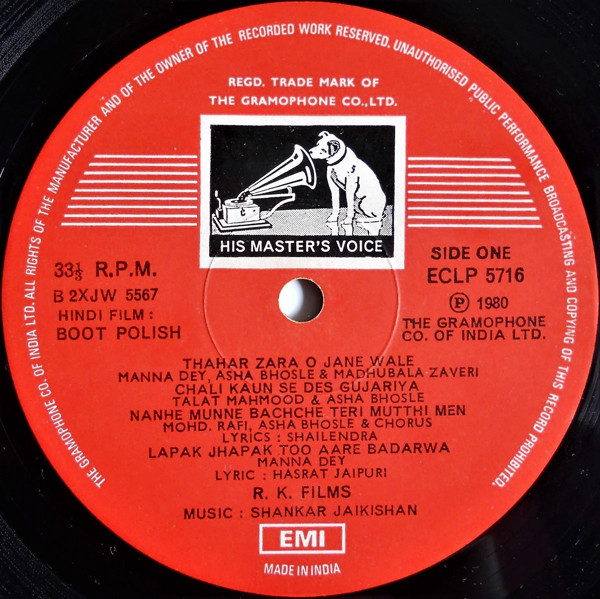 THE GRAMOPHONE CO. OF INDIA LTD. ALL RIGHTS OF THE MANUFACTURER AND OF THE OWNER OF THE RECORDED WORK RESERVED. UNAUTHORISED PUBLIC PERFORMANCE BROADCASTING AND COPYING OF THIS RECORD PROHIBITED.
REGD. TRADE MARK OF
THE GRAMOPHONE CO.,LTD.
HIS MASTER'S VOICE
33⅓ R.P.M.
B 2XJW 5567
HINDI FILM :
BOOT POLISH
SIDE ONE
ECLP 5716
Ⓟ 1980
THE GRAMOPHONE
CO. OF INDIA LTD.
THAHAR ZARA O JANE WALE
MANNA DEY, ASHA BHOSLE & MADHUBALA ZAVERI
CHALI KAUN SE DES GUJARIYA
TALAT MAHMOOD & ASHA BHOSLE
NANHE MUNNE BACHCHE TERI MUTTHI MEN
MOHD. RAFI, ASHA BHOSLE & CHORUS
LYRICS : SHAILENDRA
LAPAK JHAPAK TOO AARE BADARWA
MANNA DEY
LYRIC : HASRAT JAIPURI
R. K. FILMS
MUSIC : SHANKAR JAIKISHAN
EMI
MADE IN INDIA